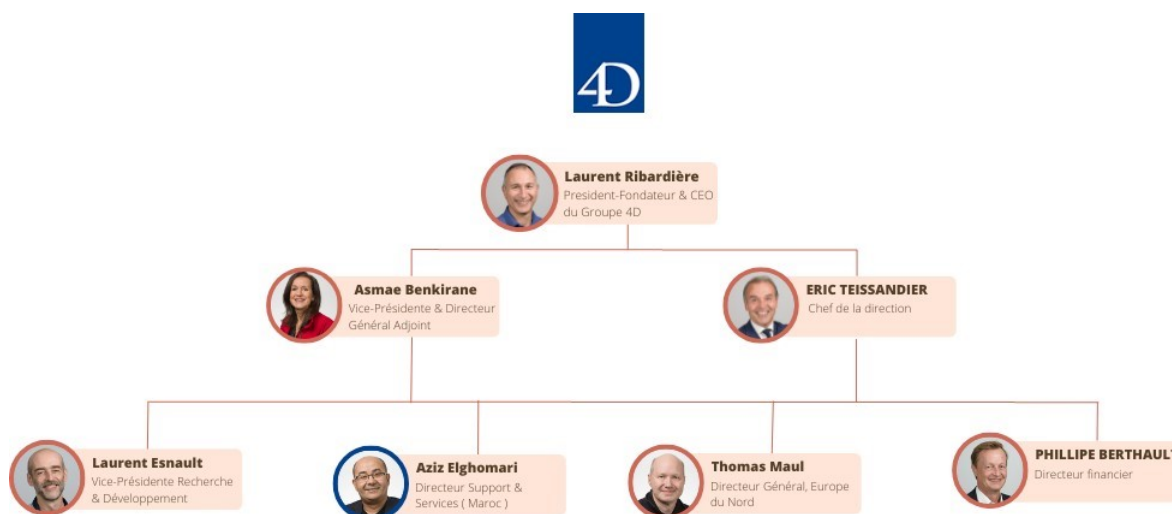 4D
Laurent Ribardière
President-Fondateur & CEO
du Groupe 4D
Asmae Benkirane
Vice-Présidente & Directeur
Général Adjoint
ERIC TEISSANDIER
Chef de la direction
Laurent Esnault
Vice-Présidente Recherche
& Développement
Aziz Elghomari
Directeur Support &
Services ( Maroc )
Thomas Maul
Directeur Général, Europe
du Nord
PHILLIPE BERTHAULT
Directeur financier